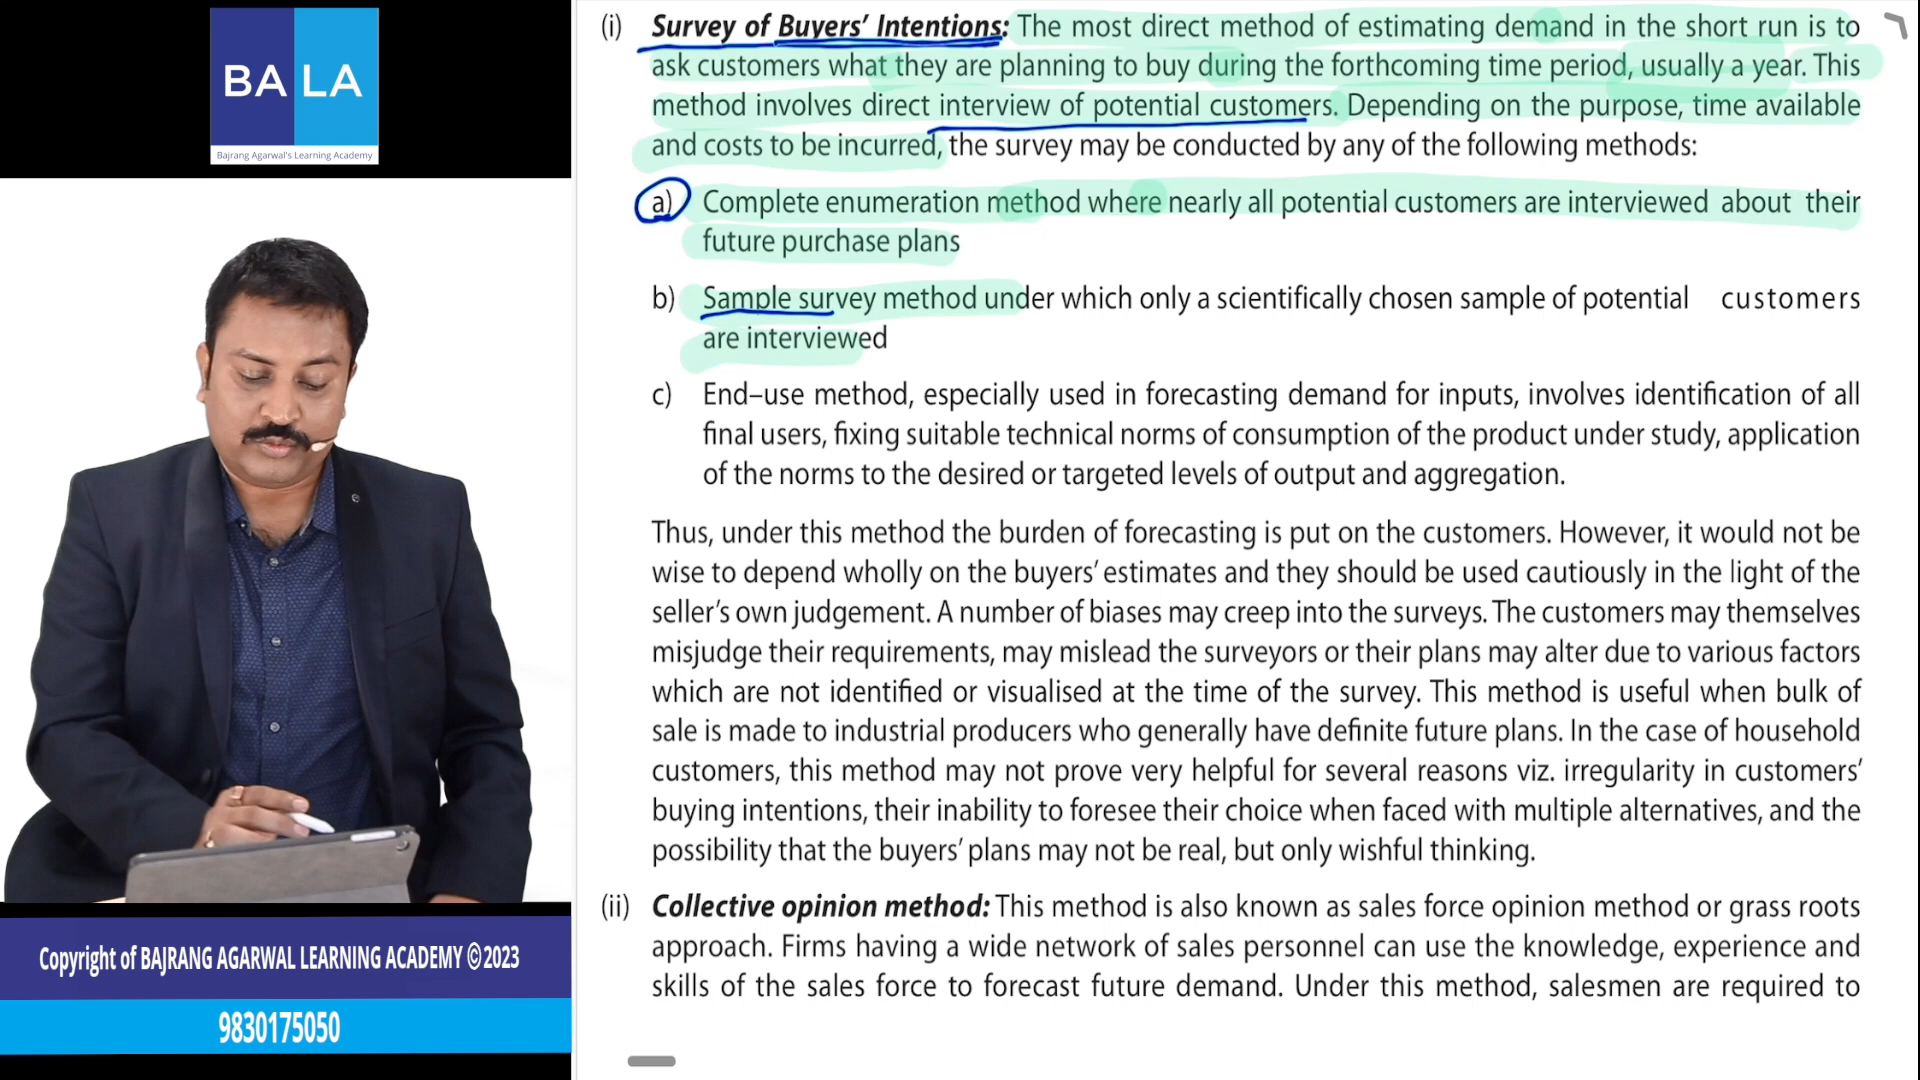 BALA
Bajrang Agarwal's Learning Academy
(i) Survey of Buyers’ Intentions: The most direct method of estimating demand in the short run is to
ask customers what they are planning to buy during the forthcoming time period, usually a year. This
method involves direct interview of potential customers. Depending on the purpose, time available
and costs to be incurred, the survey may be conducted by any of the following methods:
a) Complete enumeration method where nearly all potential customers are interviewed about their
future purchase plans
b) Sample survey method under which only a scientifically chosen sample of potential customers
are interviewed
c) End–use method, especially used in forecasting demand for inputs, involves identification of all
final users, fixing suitable technical norms of consumption of the product under study, application
of the norms to the desired or targeted levels of output and aggregation.
Thus, under this method the burden of forecasting is put on the customers. However, it would not be
wise to depend wholly on the buyers’ estimates and they should be used cautiously in the light of the
seller’s own judgement. A number of biases may creep into the surveys. The customers may themselves
misjudge their requirements, may mislead the surveyors or their plans may alter due to various factors
which are not identified or visualised at the time of the survey. This method is useful when bulk of
sale is made to industrial producers who generally have definite future plans. In the case of household
customers, this method may not prove very helpful for several reasons viz. irregularity in customers’
buying intentions, their inability to foresee their choice when faced with multiple alternatives, and the
possibility that the buyers’ plans may not be real, but only wishful thinking.
(ii) Collective opinion method: This method is also known as sales force opinion method or grass roots
approach. Firms having a wide network of sales personnel can use the knowledge, experience and
skills of the sales force to forecast future demand. Under this method, salesmen are required to
Copyright of BAJRANG AGARWAL LEARNING ACADEMY ©2023
9830175050